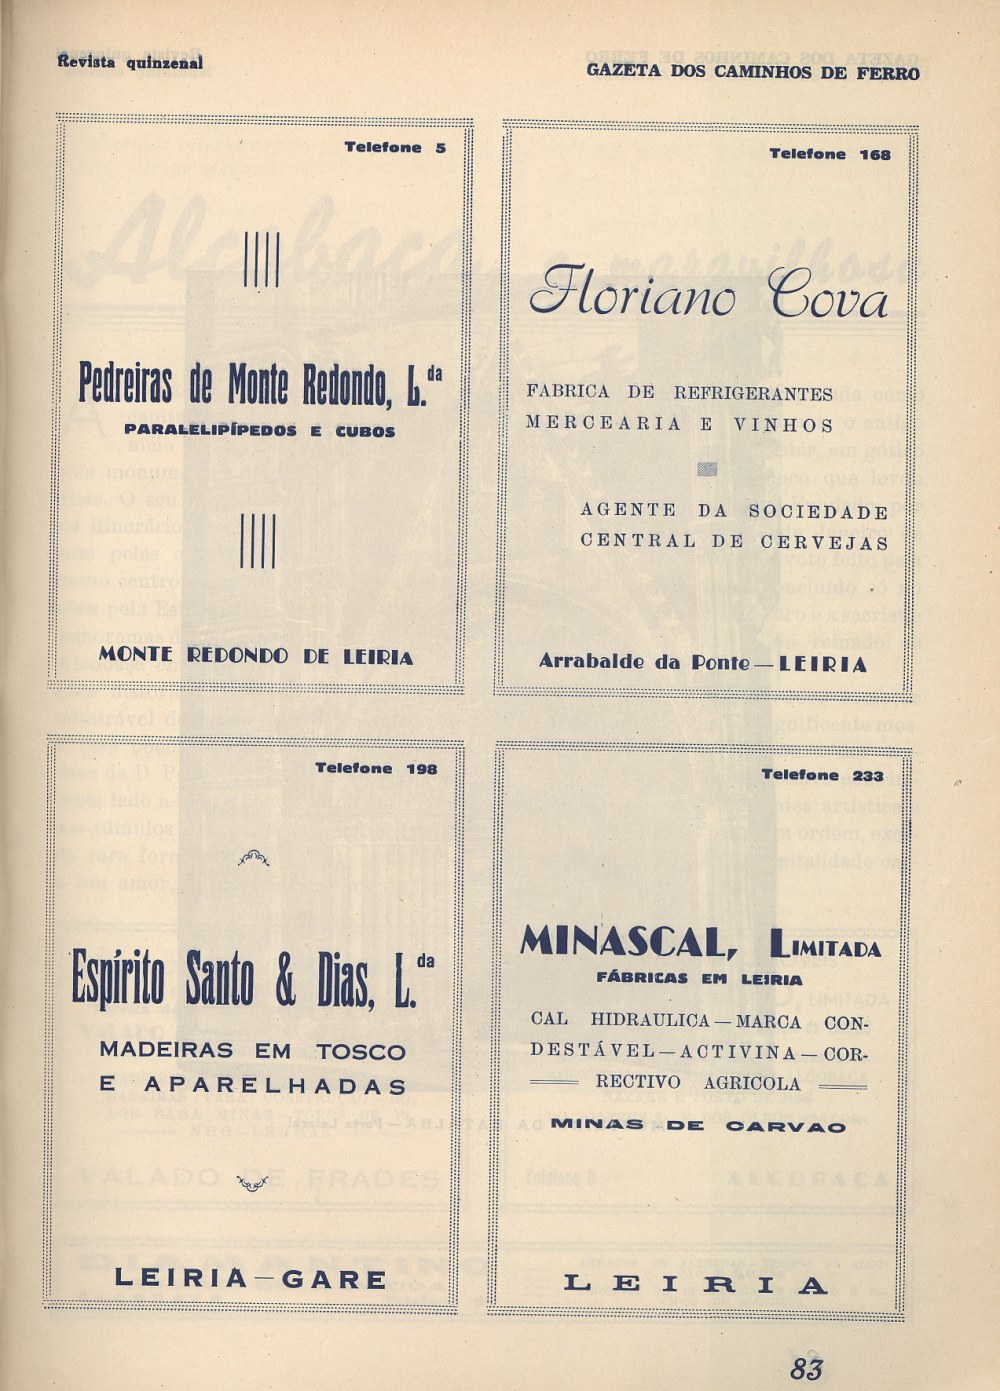 Revista quinzenal
GAZETA DOS CAMINHOS DE FERRO
Telefone 5
Pedreiras de Monte Redondo, L.da
PARALELIPÍPEDOS E CUBOS
MONTE REDONDO DE LEIRIA
Telefone 168
Floriano Cova
FABRICA DE REFRIGERANTES
MERCEARIA E VINHOS
AGENTE DA SOCIEDADE
CENTRAL DE CERVEJAS
Arrabalde da Ponte—LEIRIA
Telefone 198
Espírito Santo & Dias, L.da
MADEIRAS EM TOSCO
E APARELHADAS
LEIRIA—GARE
Telefone 233
MINASCAL, LIMITADA
FÁBRICAS EM LEIRIA
CAL HIDRAULICA—MARCA CON-
DESTÁVEL—ACTIVINA—COR-
RECTIVO AGRICOLA
MINAS DE CARVAO
LEIRIA
83